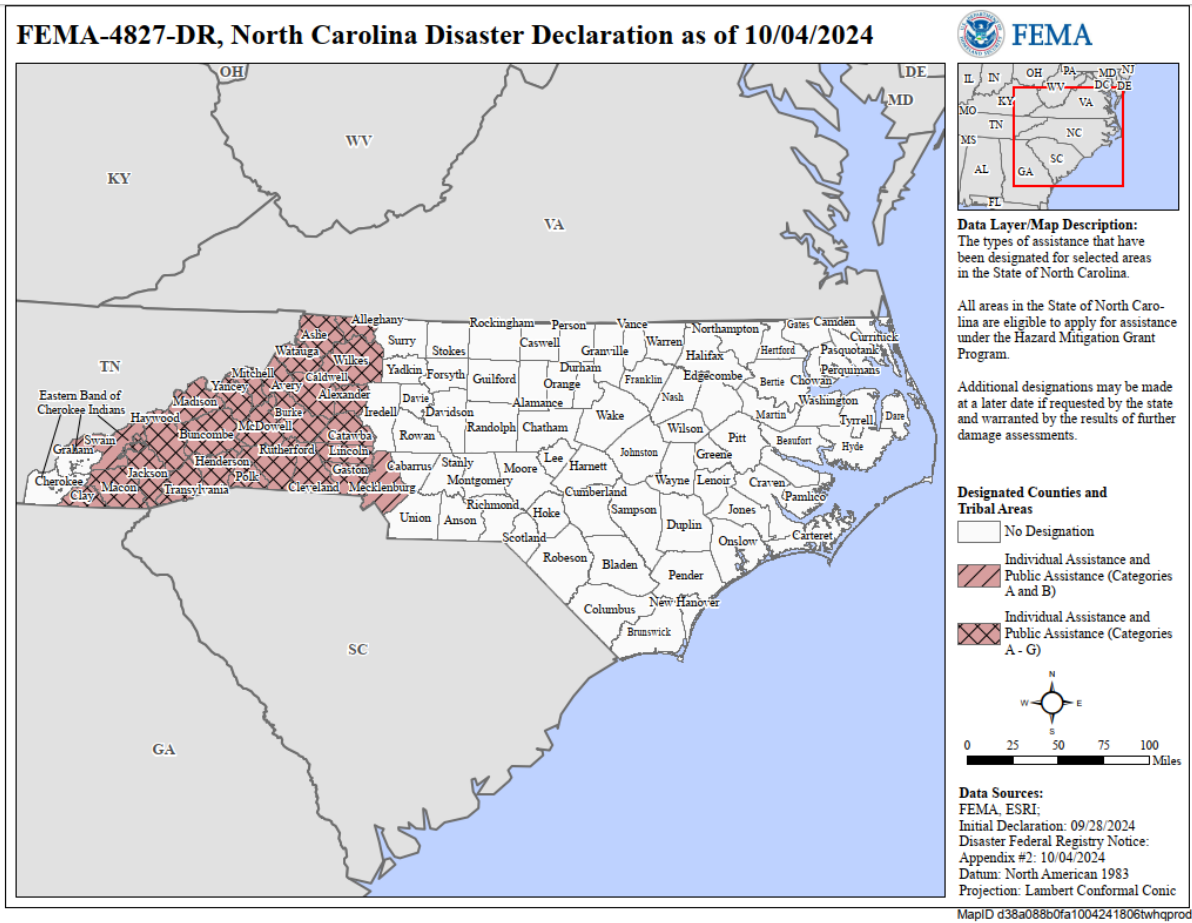 FEMA-4827-DR, North Carolina Disaster Declaration as of 10/04/2024
FEMA
OH
WV
KY
VA
DE
MD
TN
SC
GA
Alleghany
Ashe
Surry
Stokes
Rockingham
Caswell
Person
Granville
Vance
Warren
Northampton
Gates
Camden
Currituck
Pasquotank
Perquimans
Halifax
Hertford
Watauga
Wilkes
Yadkin
Forsyth
Guilford
Alamance
Orange
Durham
Franklin
Nash
Edgecombe
Bertie
Chowan
Washington
Tyrrell
Dare
Mitchell
Yancey
Avery
Caldwell
Alexander
Davie
Iredell
Davidson
Madison
Burke
McDowell
Randolph
Chatham
Wake
Wilson
Martin
Pitt
Beaufort
Hyde
Eastern Band of
Cherokee Indians
Haywood
Buncombe
Catawba
Rowan
Lincoln
Rutherford
Swain
Graham
Jackson
Henderson
Polk
Cleveland
Gaston
Mecklenburg
Cabarrus
Stanly
Montgomery
Moore
Lee
Harnett
Johnston
Greene
Wayne
Lenoir
Craven
Pamlico
Cherokee
Clay
Macon
Transylvania
Union
Anson
Richmond
Scotland
Hoke
Cumberland
Sampson
Duplin
Jones
Onslow
Carteret
Robeson
Bladen
Pender
Columbus
New Hanover
Brunswick
IL
IN
OH
PA
MD
NJ
WV
DC
DE
KY
VA
MO
TN
NC
MS
SC
AL
GA
FL
Data Layer/Map Description:
The types of assistance that have
been designated for selected areas
in the State of North Carolina.
All areas in the State of North Caro-
lina are eligible to apply for assistance
under the Hazard Mitigation Grant
Program.
Additional designations may be made
at a later date if requested by the state
and warranted by the results of further
damage assessments.
Designated Counties and
Tribal Areas
No Designation
Individual Assistance and
Public Assistance (Categories
A and B)
Individual Assistance and
Public Assistance (Categories
A - G)
N
W
E
S
0 25 50 75 100
Miles
Data Sources:
FEMA, ESRI;
Initial Declaration: 09/28/2024
Disaster Federal Registry Notice:
Appendix #2: 10/04/2024
Datum: North American 1983
Projection: Lambert Conformal Conic
MapID d38a088b0fa1004241806twhqprod